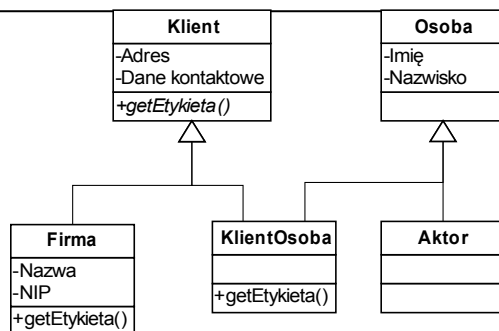 Klient
-Adres
-Dane kontaktowe
+getEtykieta()
Osoba
-Imię
-Nazwisko
Firma
-Nazwa
-NIP
+getEtykieta()
KlientOsoba
+getEtykieta()
Aktor